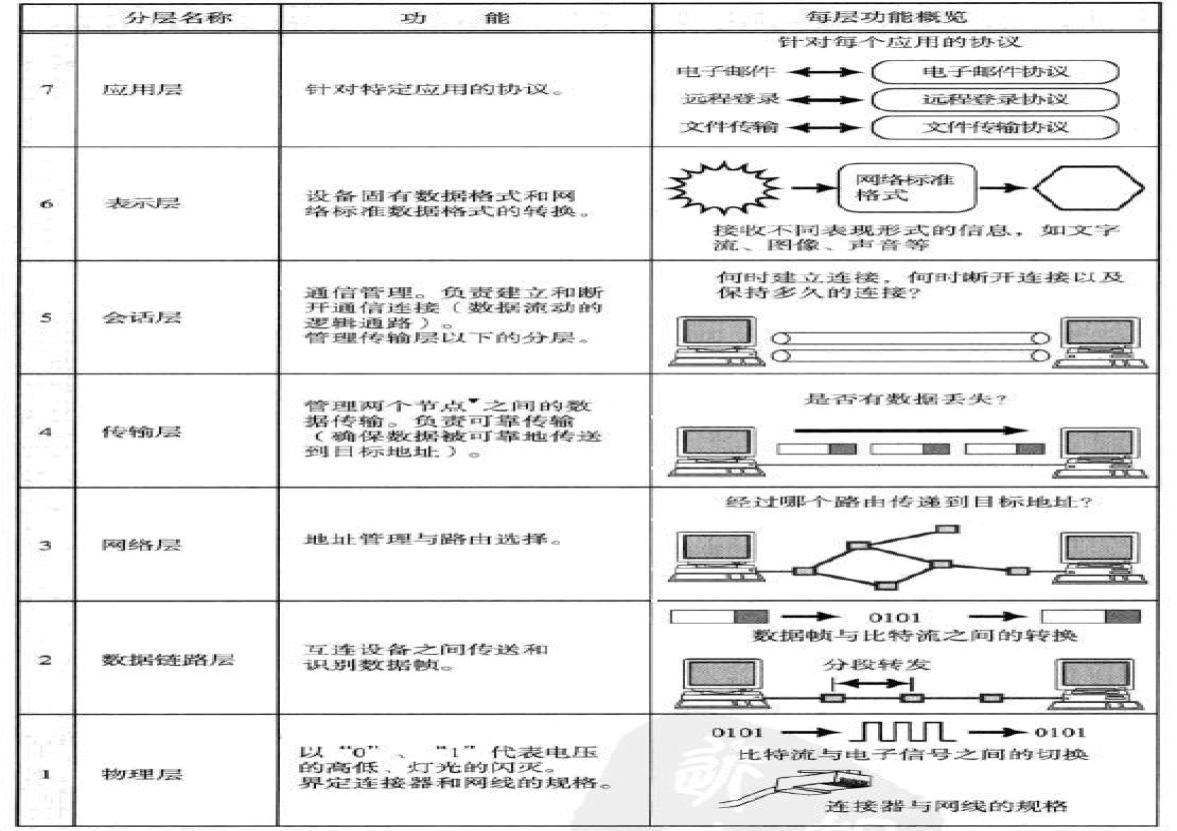 分层名称 功 能 每层功能概览
7 应用层 针对特定应用的协议。
针对每个应用的协议
电子邮件 电子邮件协议
远程登录 远程登录协议
文件传输 文件传输协议
6 表示层
设备固有数据格式和网
络标准数据格式的转换。
网络标准
格式
接收不同表现形式的信息，如文字
流、图像、声音等
5 会话层
通信管理。负责建立和断
开通信连接（数据流动的
逻辑通路）。
管理传输层以下的分层。
何时建立连接，何时断开连接以及
保持多久的连接？
4 传输层
管理两个节点▼之间的数
据传输。负责可靠传输
（确保数据被可靠地传送
到目标地址）。
是否有数据丢失？
3 网络层 地址管理与路由选择。
经过哪个路由传递到目标地址？
2 数据链路层
互连设备之间传送和
识别数据帧。
0101
数据帧与比特流之间的转换
分段转发
1 物理层
以“0”、“1”代表电压
的高低、灯光的闪灭。
界定连接器和网线的规格。
0101 0101
比特流与电子信号之间的切换
连接器与网线的规格